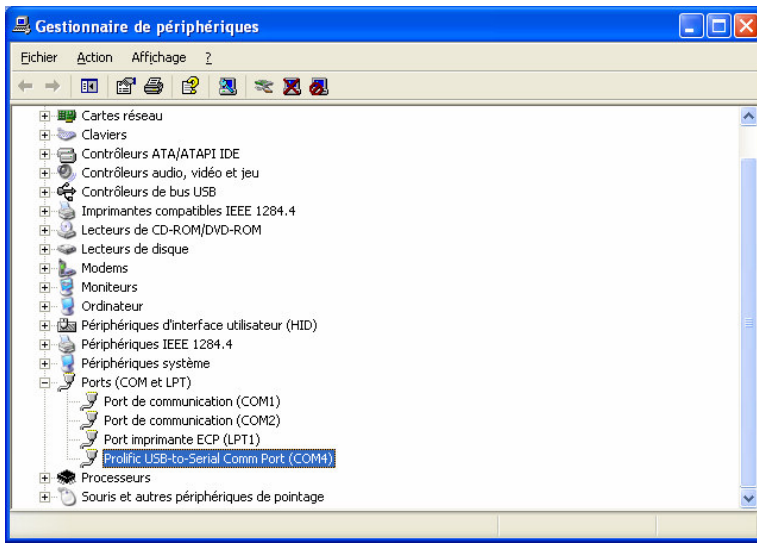 Gestionnaire de périphériques
Fichier Action Affichage ?
Cartes réseau
Claviers
Contrôleurs ATA/ATAPI IDE
Contrôleurs audio, vidéo et jeu
Contrôleurs de bus USB
Imprimantes compatibles IEEE 1284.4
Lecteurs de CD-ROM/DVD-ROM
Lecteurs de disque
Modems
Moniteurs
Ordinateur
Périphériques d'interface utilisateur (HID)
Périphériques IEEE 1284.4
Périphériques système
Ports (COM et LPT)
Port de communication (COM1)
Port de communication (COM2)
Port imprimante ECP (LPT1)
Prolific USB-to-Serial Comm Port (COM4)
Processeurs
Souris et autres périphériques de pointage